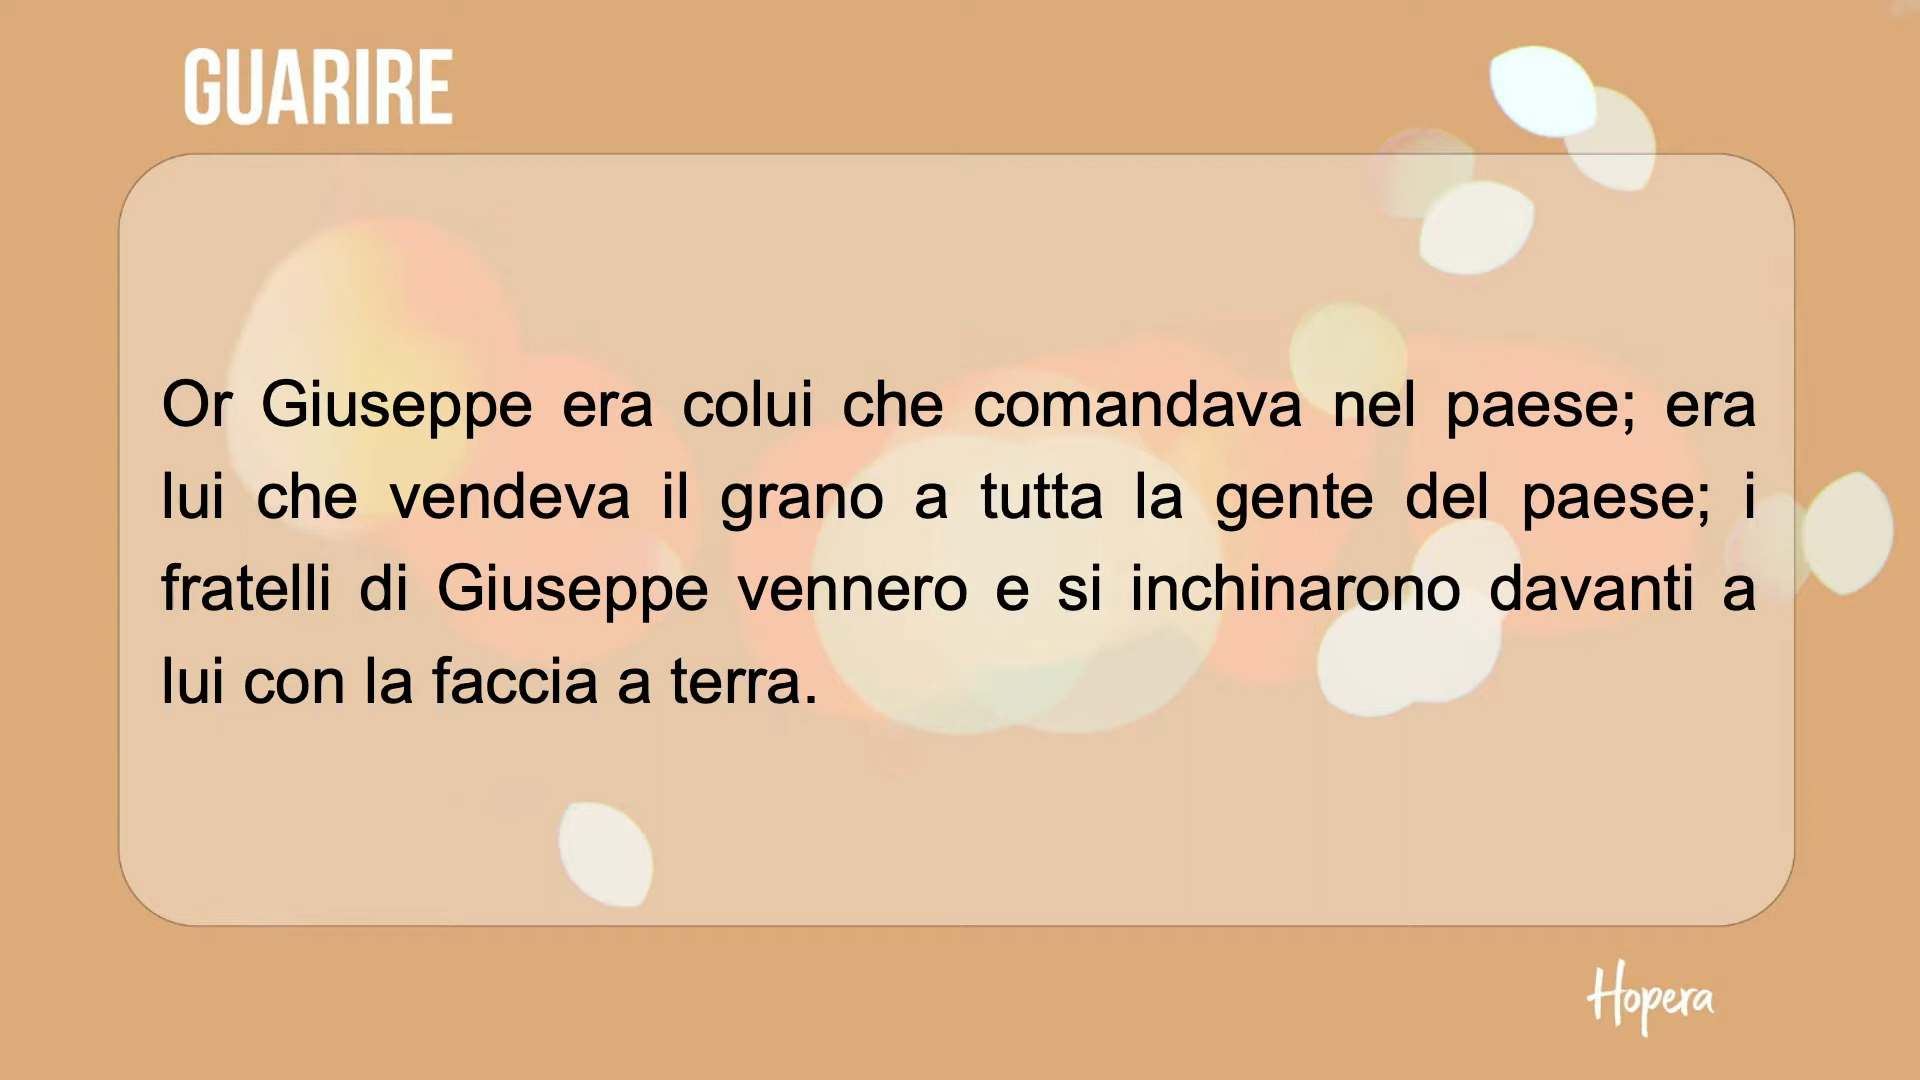 GUARIRE
Or Giuseppe era colui che comandava nel paese; era
lui che vendeva il grano a tutta la gente del paese; i
fratelli di Giuseppe vennero e si inchinarono davanti a
lui con la faccia a terra.
Hopera